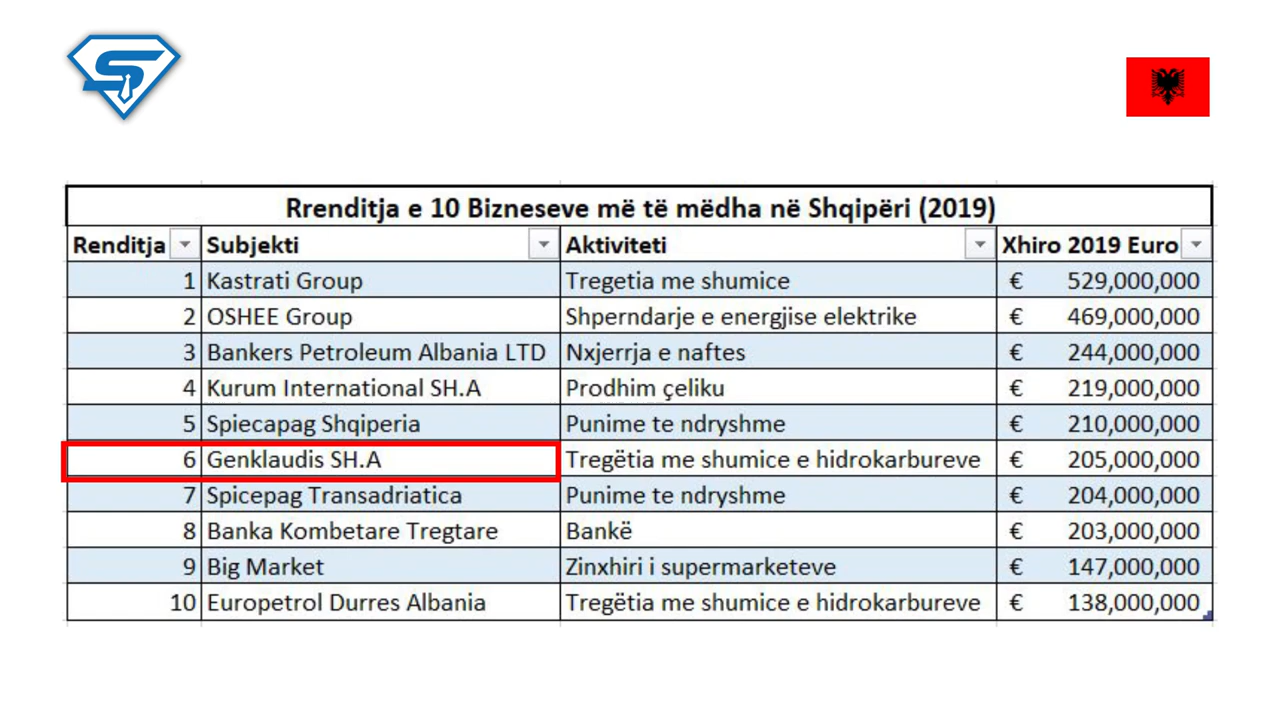 Rrenditja e 10 Bizneseve më të mëdha në Shqipëri (2019)
Renditja Subjekti Aktiviteti Xhiro 2019 Euro
1 Kastrati Group Tregetia me shumice € 529,000,000
2 OSHEE Group Shperndarje e energjise elektrike € 469,000,000
3 Bankers Petroleum Albania LTD Nxjerrja e naftes € 244,000,000
4 Kurum International SH.A Prodhim çeliku € 219,000,000
5 Spiecapag Shqiperia Punime te ndryshme € 210,000,000
6 Genklaudis SH.A Tregëtia me shumice e hidrokarbureve € 205,000,000
7 Spicepag Transadriatica Punime te ndryshme € 204,000,000
8 Banka Kombetare Tregtare Bankë € 203,000,000
9 Big Market Zinxhiri i supermarketeve € 147,000,000
10 Europetrol Durres Albania Tregëtia me shumice e hidrokarbureve € 138,000,000